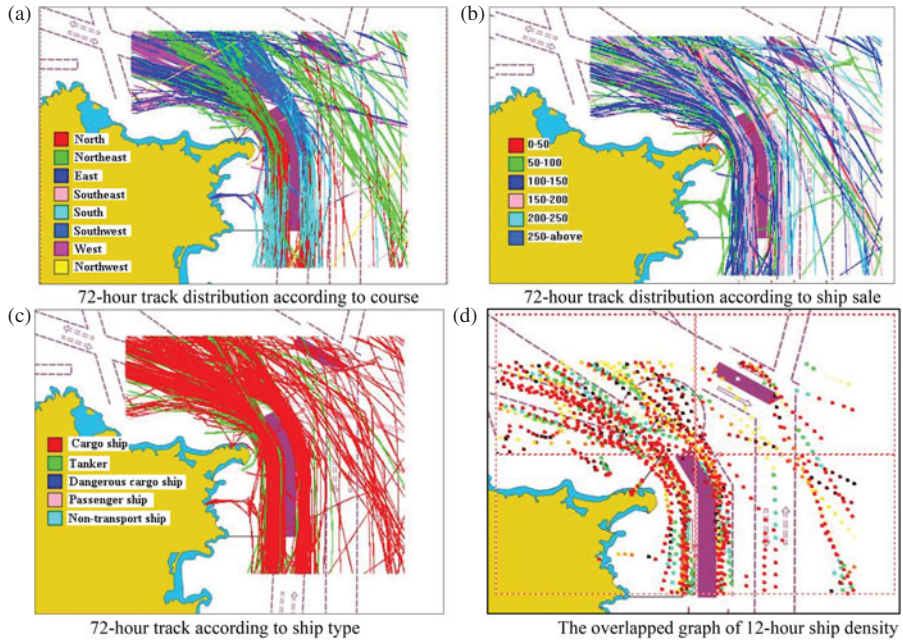 (a)
North
Northeast
East
Southeast
South
Southwest
West
Northwest
72-hour track distribution according to course
(b)
0-50
50-100
100-150
150-200
200-250
250-above
72-hour track distribution according to ship sale
(c)
Cargo ship
Tanker
Dangerous cargo ship
Passenger ship
Non-transport ship
72-hour track according to ship type
(d)
The overlapped graph of 12-hour ship density